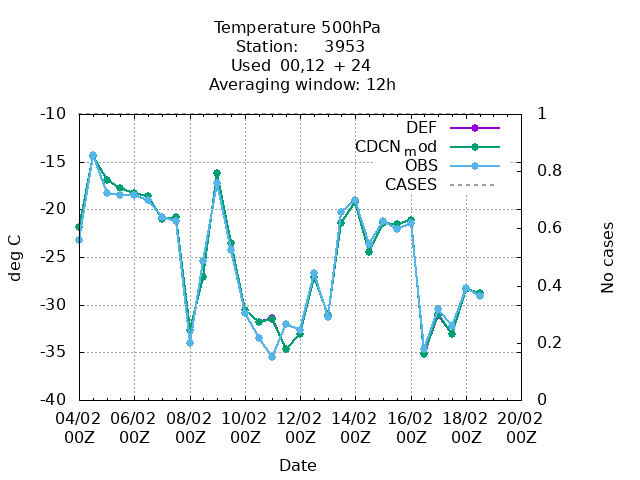 Temperature 500hPa
Station: 3953
Used 00,12 + 24
Averaging window: 12h
-10
-15
-20
-25
-30
-35
-40
deg C
1
0.8
0.6
0.4
0.2
0
No cases
DEF
CDCNmod
OBS
CASES
04/02 06/02 08/02 10/02 12/02 14/02 16/02 18/02 20/02
00Z 00Z 00Z 00Z 00Z 00Z 00Z 00Z 00Z
Date